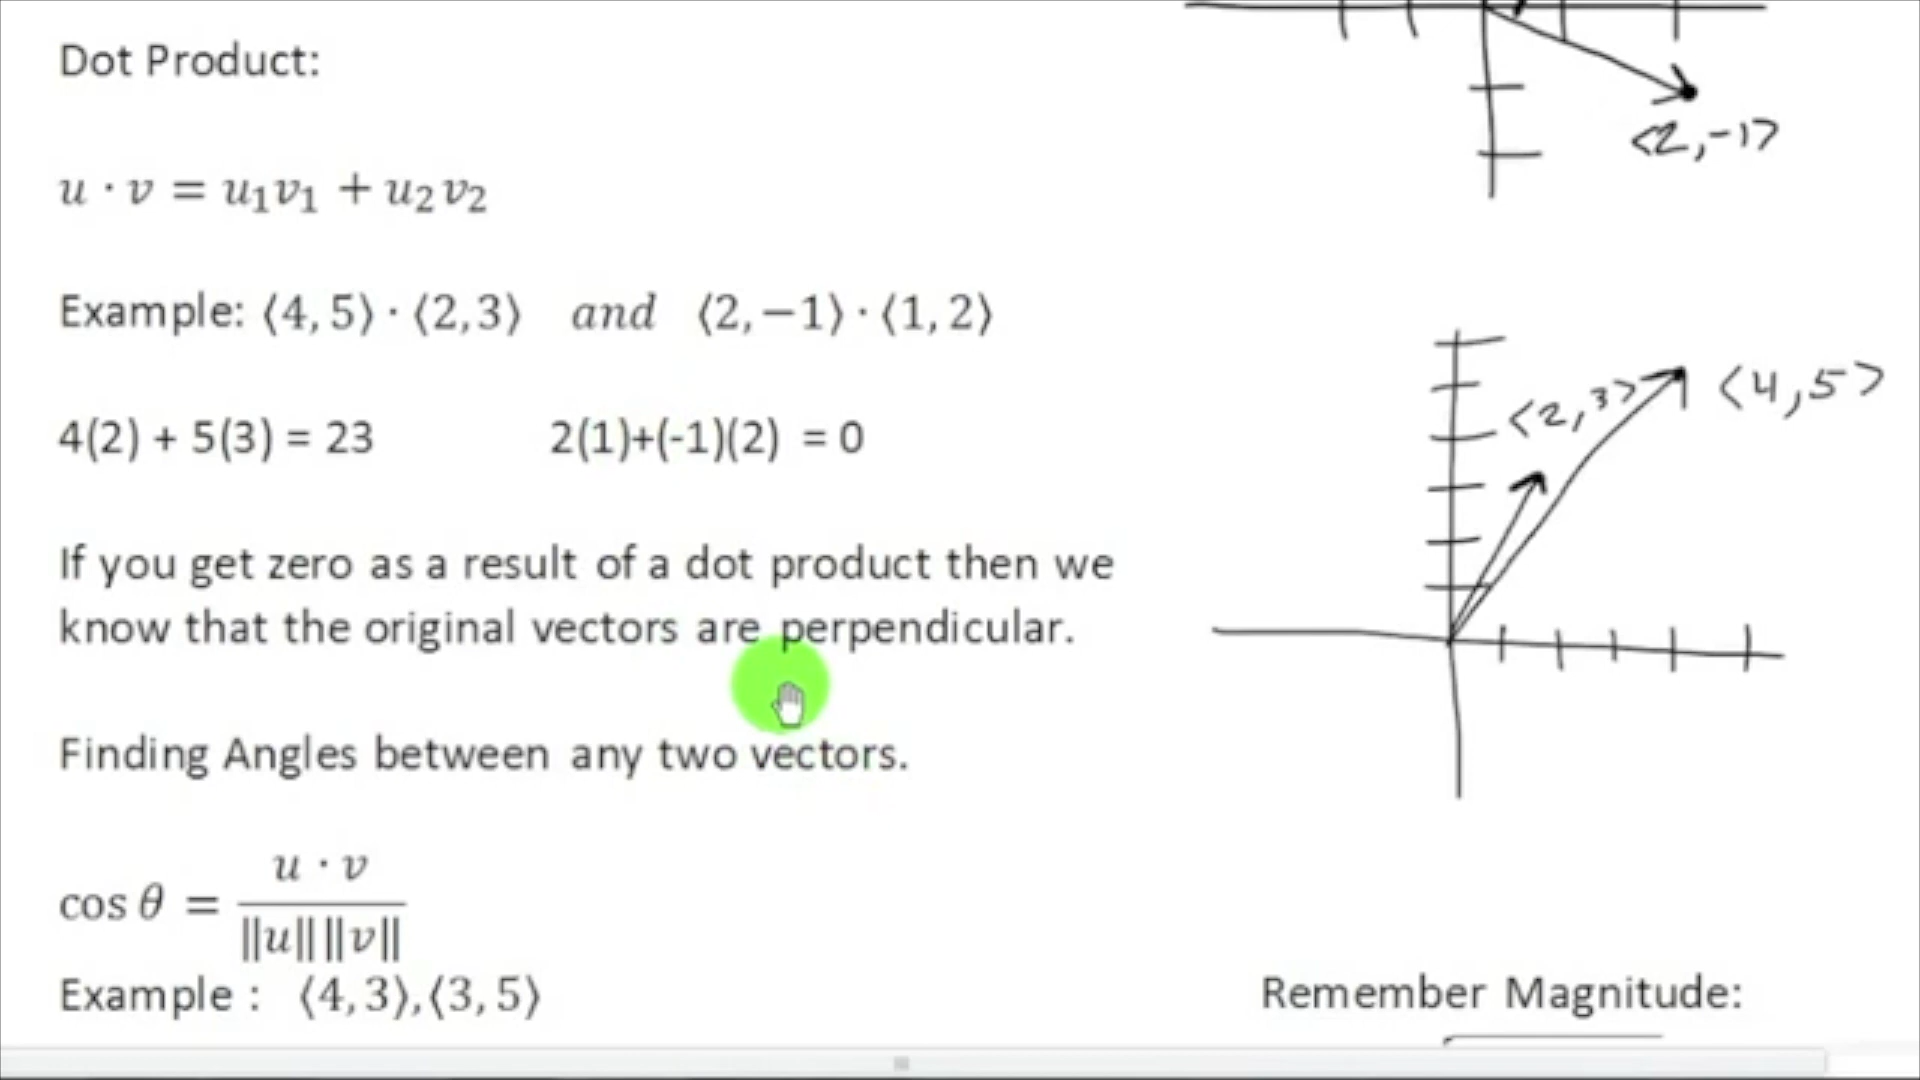 Dot Product:
<2,-1>
u · v = u₁v₁ + u₂v₂
Example: ⟨4, 5⟩ · ⟨2, 3⟩ and ⟨2, −1⟩ · ⟨1, 2⟩
<2,3>
<4,5>
4(2) + 5(3) = 23 2(1)+(-1)(2) = 0
If you get zero as a result of a dot product then we
know that the original vectors are perpendicular.
Finding Angles between any two vectors.
cos θ = u · v / ‖u‖‖v‖
Example : ⟨4, 3⟩,⟨3, 5⟩
Remember Magnitude: